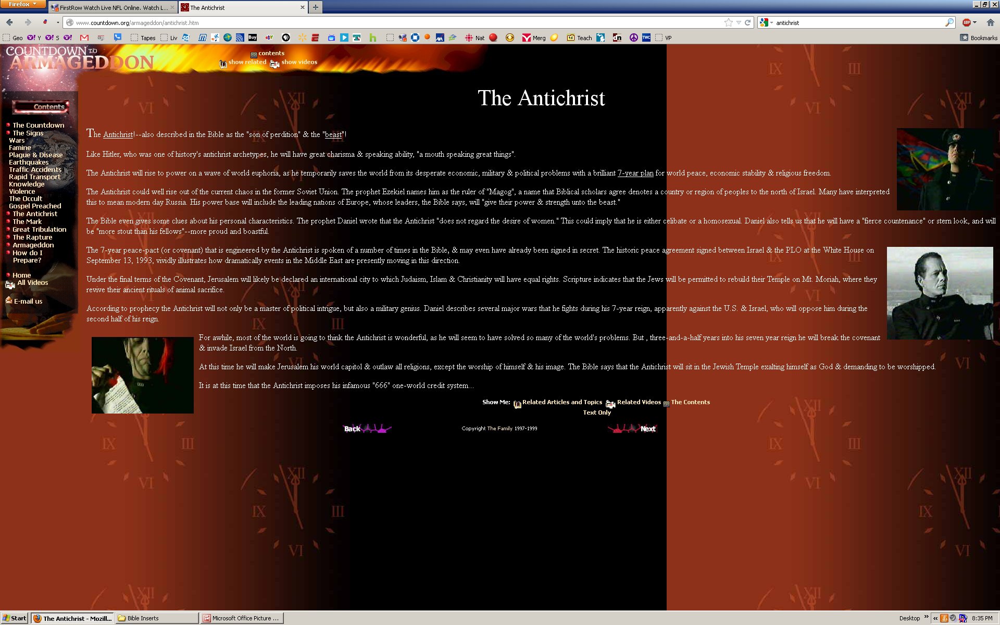 Firefox
FirstRow Watch Live NFL Online. Watch L...
The Antichrist
www.countdown.org/armageddon/antichrist.htm
antichrist
ABP
Geo
Y
S
Tapes
Liv
Buy
Nat
Merg
Teach
dn
TWC
VP
Bookmarks
COUNTDOWN TO
ARMAGEDDON
contents
show related
show videos
Contents
The Countdown
The Signs
Wars
Famine
Plague & Disease
Earthquakes
Traffic Accidents
Rapid Transport
Knowledge
Violence
The Occult
Gospel Preached
The Antichrist
The Mark
Great Tribulation
The Rapture
Armageddon
How do I
Prepare?
Home
All Videos
E-mail us
The Antichrist
The Antichrist!--also described in the Bible as the "son of perdition" & the "beast"!
Like Hitler, who was one of history's antichrist archetypes, he will have great charisma & speaking ability, "a mouth speaking great things".
The Antichrist will rise to power on a wave of world euphoria, as he temporarily saves the world from its desperate economic, military & political problems with a brilliant 7-year plan for world peace, economic stability & religious freedom.
The Antichrist could well rise out of the current chaos in the former Soviet Union. The prophet Ezekiel names him as the ruler of "Magog", a name that Biblical scholars agree denotes a country or region of peoples to the north of Israel. Many have interpreted
this to mean modern day Russia. His power base will include the leading nations of Europe, whose leaders, the Bible says, will "give their power & strength unto the beast."
The Bible even gives some clues about his personal characteristics. The prophet Daniel wrote that the Antichrist "does not regard the desire of women." This could imply that he is either celibate or a homosexual. Daniel also tells us that he will have a "fierce countenance" or stern look, and will
be "more stout than his fellows"--more proud and boastful.
The 7-year peace-pact (or covenant) that is engineered by the Antichrist is spoken of a number of times in the Bible, & may even have already been signed in secret. The historic peace agreement signed between Israel & the PLO at the White House on
September 13, 1993, vividly illustrates how dramatically events in the Middle East are presently moving in this direction.
Under the final terms of the Covenant, Jerusalem will likely be declared an international city to which Judaism, Islam & Christianity will have equal rights. Scripture indicates that the Jews will be permitted to rebuild their Temple on Mt. Moriah, where they
revive their ancient rituals of animal sacrifice.
According to prophecy the Antichrist will not only be a master of political intrigue, but also a military genius. Daniel describes several major wars that he fights during his 7-year reign, apparently against the U.S. & Israel, who will oppose him during the
second half of his reign.
For awhile, most of the world is going to think the Antichrist is wonderful, as he will seem to have solved so many of the world's problems. But , three-and-a-half years into his seven year reign he will break the covenant
& invade Israel from the North.
At this time he will make Jerusalem his world capitol & outlaw all religions, except the worship of himself & his image. The Bible says that the Antichrist will sit in the Jewish Temple exalting himself as God & demanding to be worshipped.
It is at this time that the Antichrist imposes his infamous "666" one-world credit system...
Show Me: Related Articles and Topics Related Videos The Contents
Text Only
Back
Copyright The Family 1997-1999
Next
Start
The Antichrist - Mozill...
Bible Inserts
Microsoft Office Picture ...
Desktop
8:35 PM